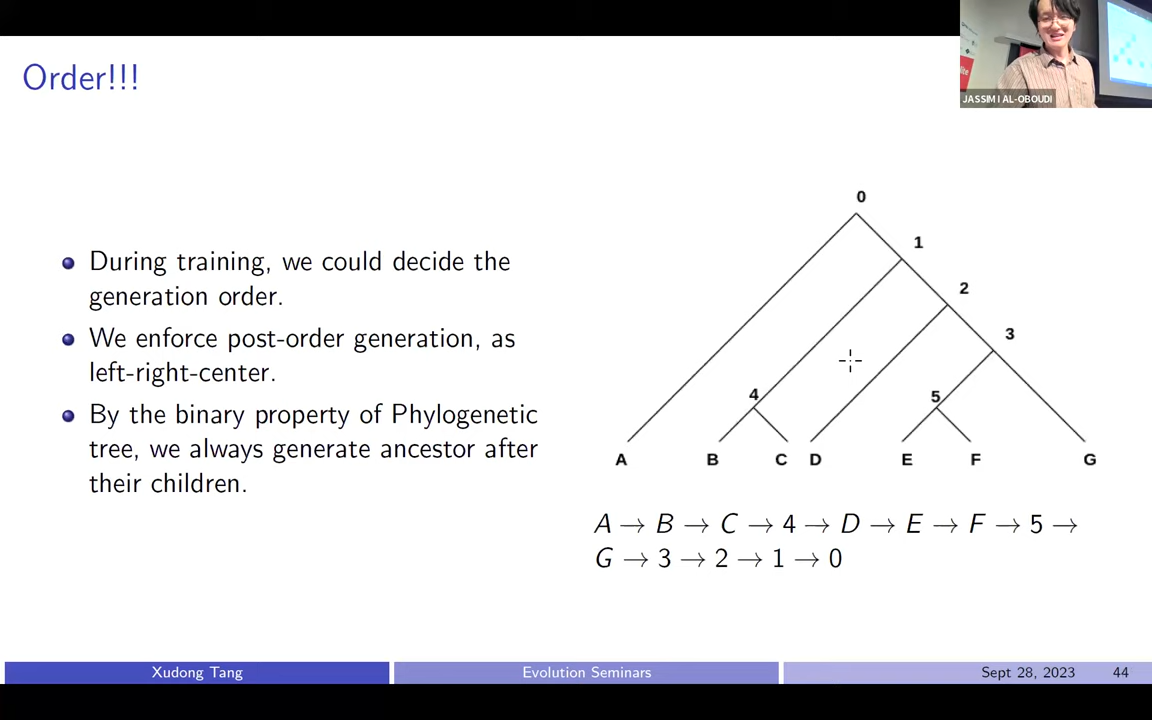 Order!!!
JASSIM I AL-OBOUDI
During training, we could decide the
generation order.
We enforce post-order generation, as
left-right-center.
By the binary property of Phylogenetic
tree, we always generate ancestor after
their children.
0
1
2
3
4
5
A B C D E F G
A → B → C → 4 → D → E → F → 5 →
G → 3 → 2 → 1 → 0
Xudong Tang
Evolution Seminars
Sept 28, 2023 44